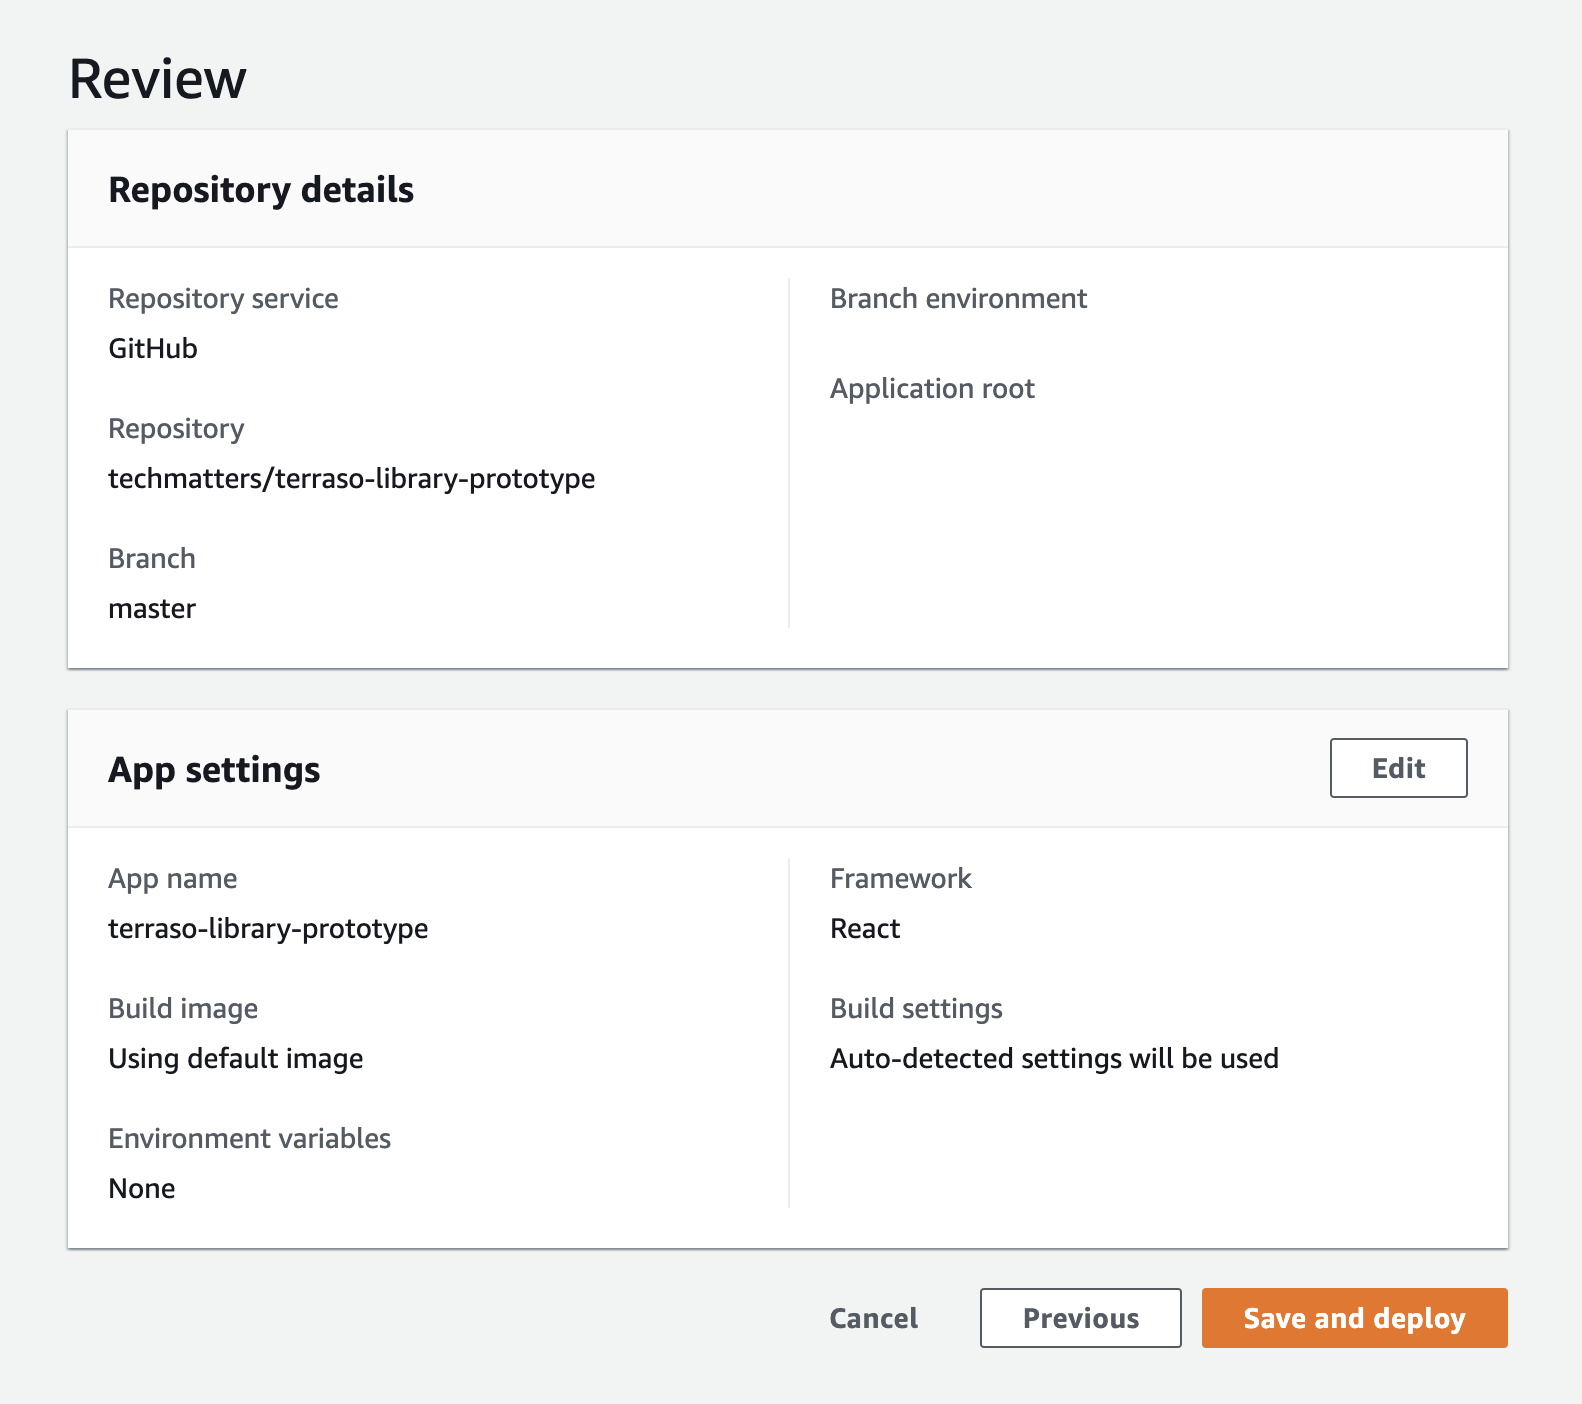 Review
Repository details
Repository service
GitHub
Repository
techmatters/terraso-library-prototype
Branch
master
Branch environment
Application root
App settings
Edit
App name
terraso-library-prototype
Build image
Using default image
Environment variables
None
Framework
React
Build settings
Auto-detected settings will be used
Cancel
Previous
Save and deploy